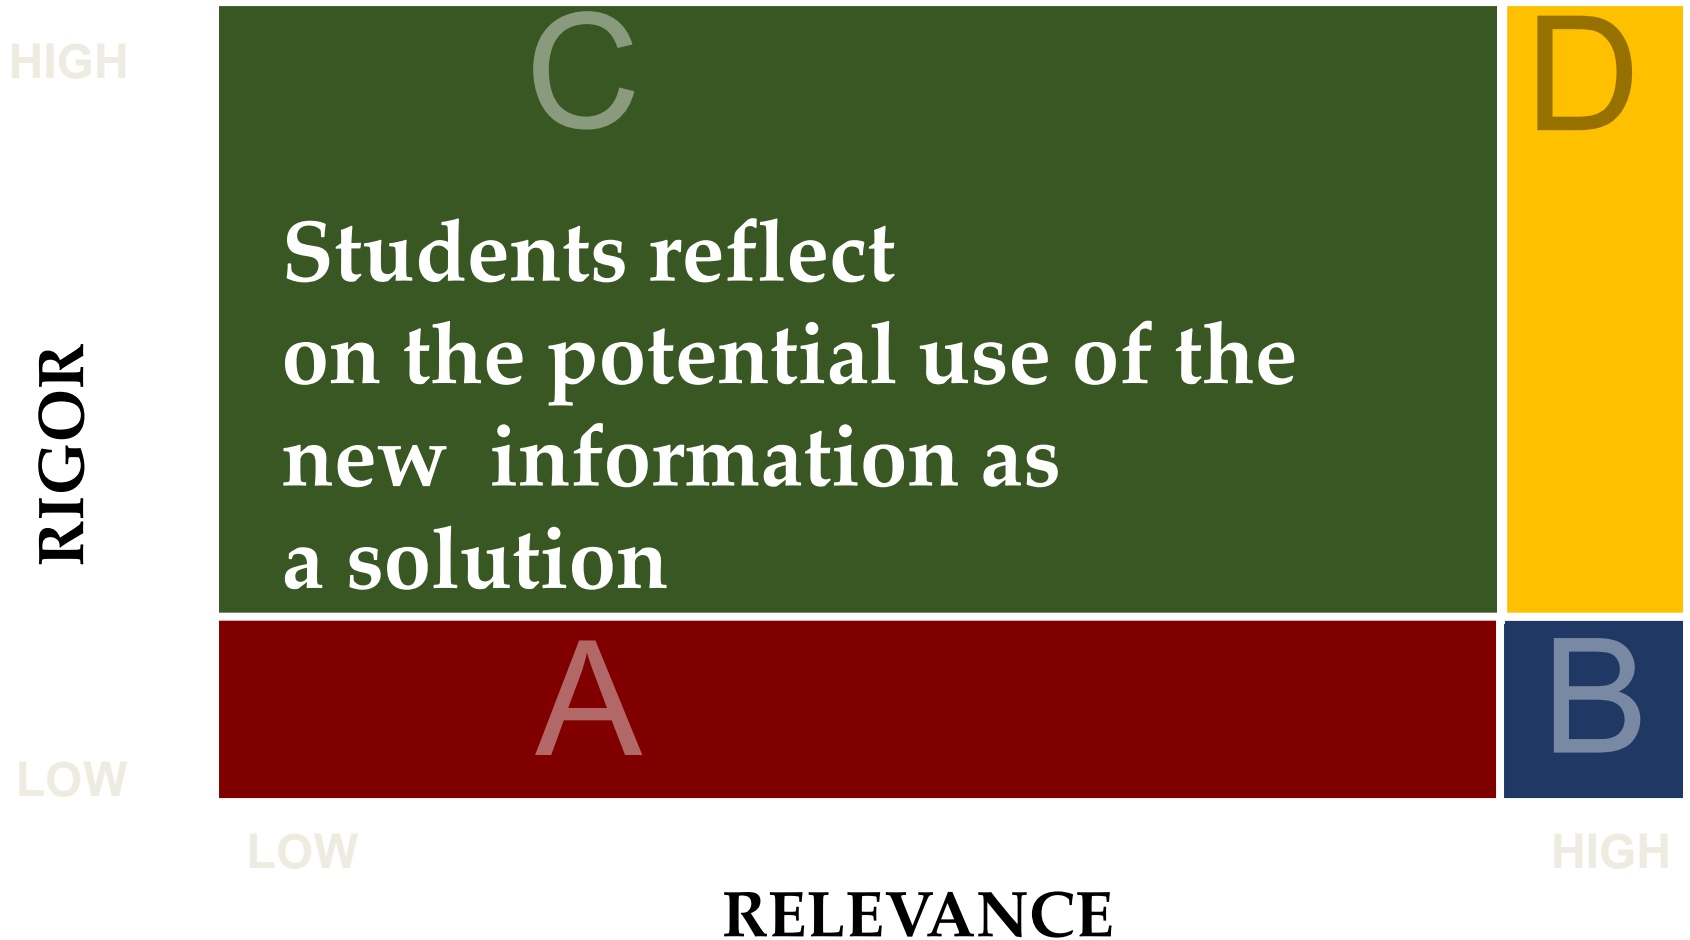 HIGH
C
D
Students reflect
on the potential use of the
new  information as
a solution
RIGOR
A
B
LOW
LOW
HIGH
RELEVANCE